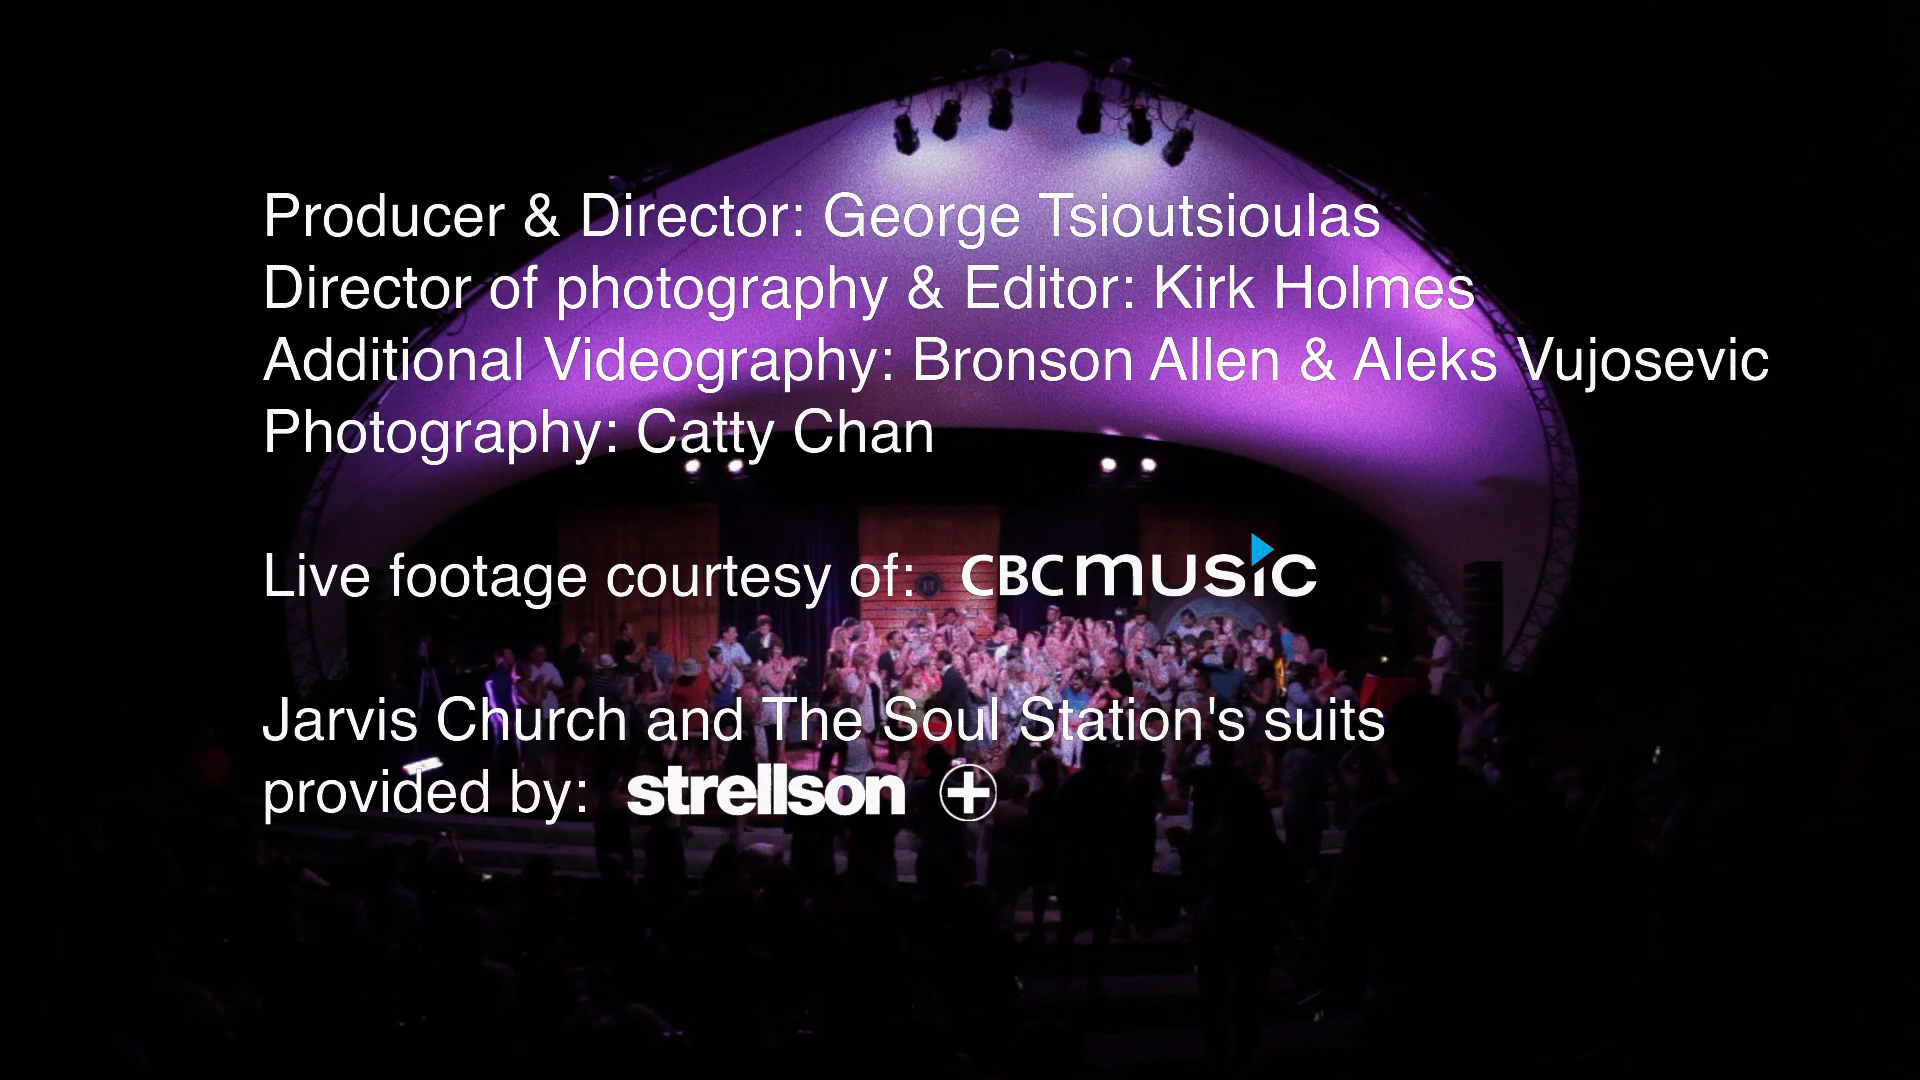 Producer & Director: George Tsioutsioulas
Director of photography & Editor: Kirk Holmes
Additional Videography: Bronson Allen & Aleks Vujosevic
Photography: Catty Chan
Live footage courtesy of: CBC music
Jarvis Church and The Soul Station's suits
provided by: strellson